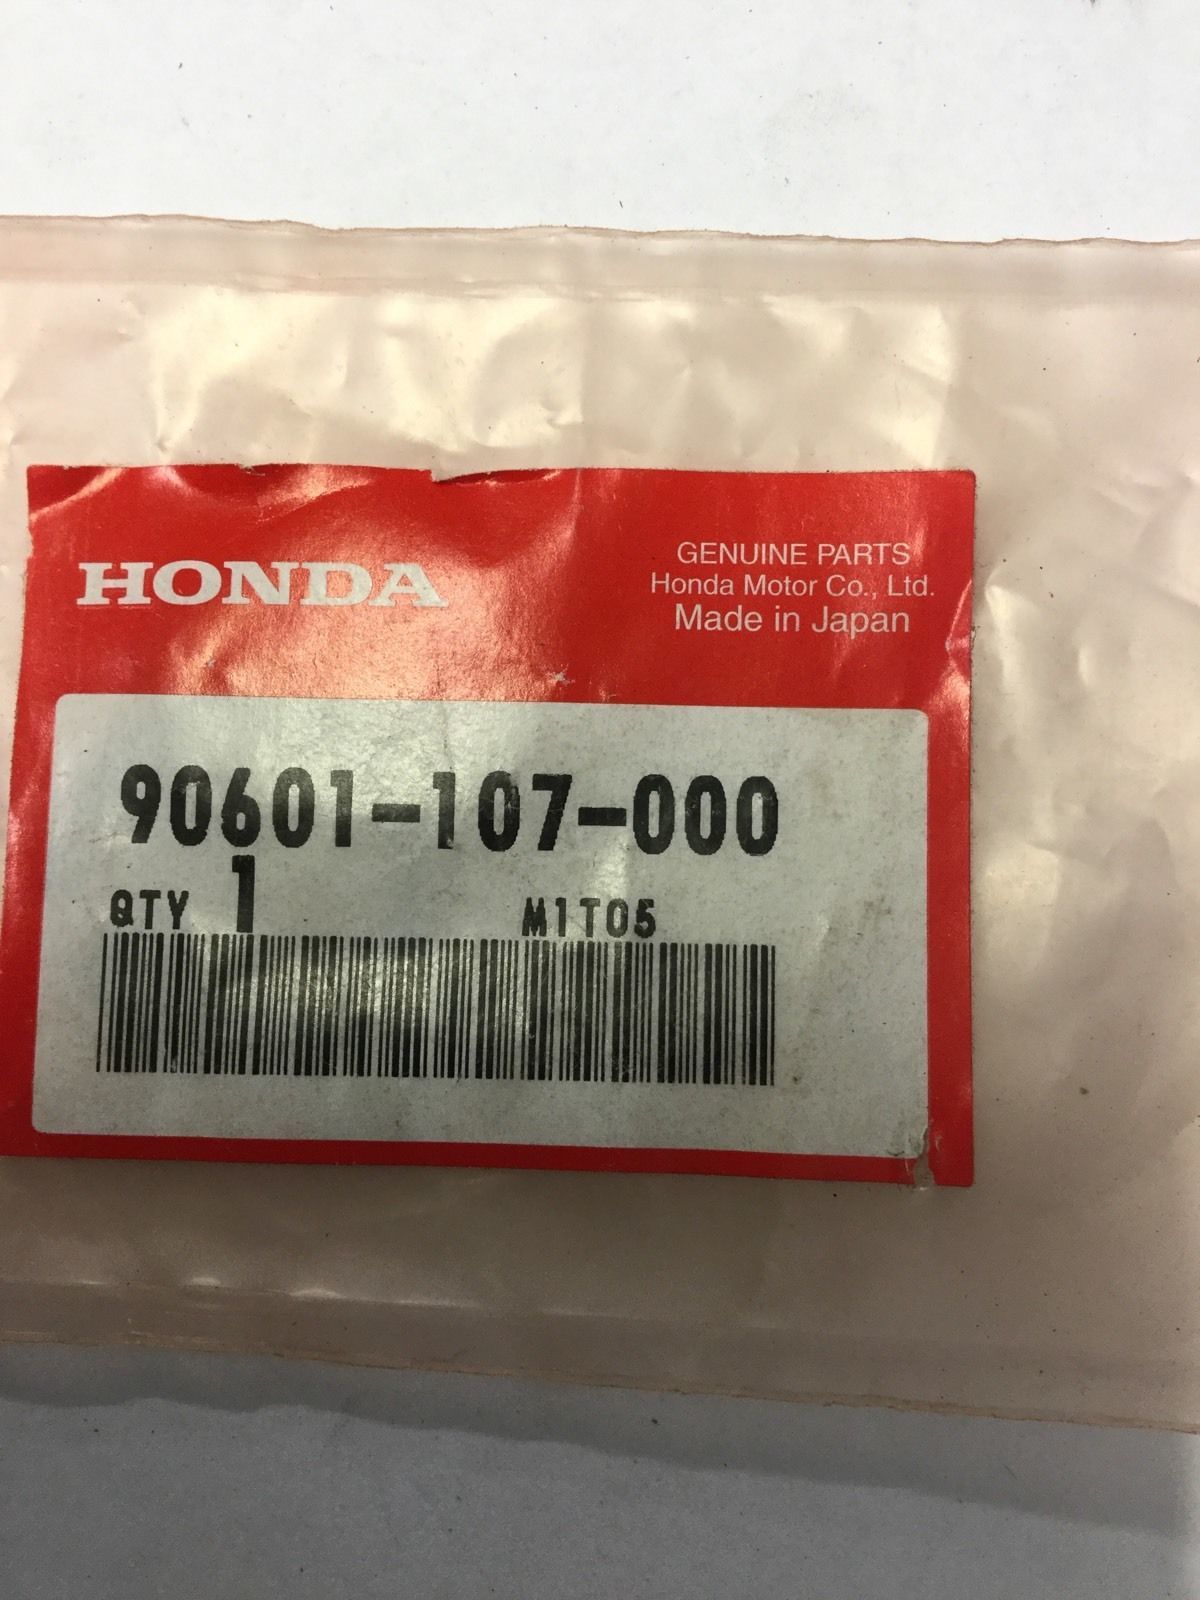 HONDA
GENUINE PARTS
Honda Motor Co., Ltd.
Made in Japan
90601-107-000
QTY 1 M1T05